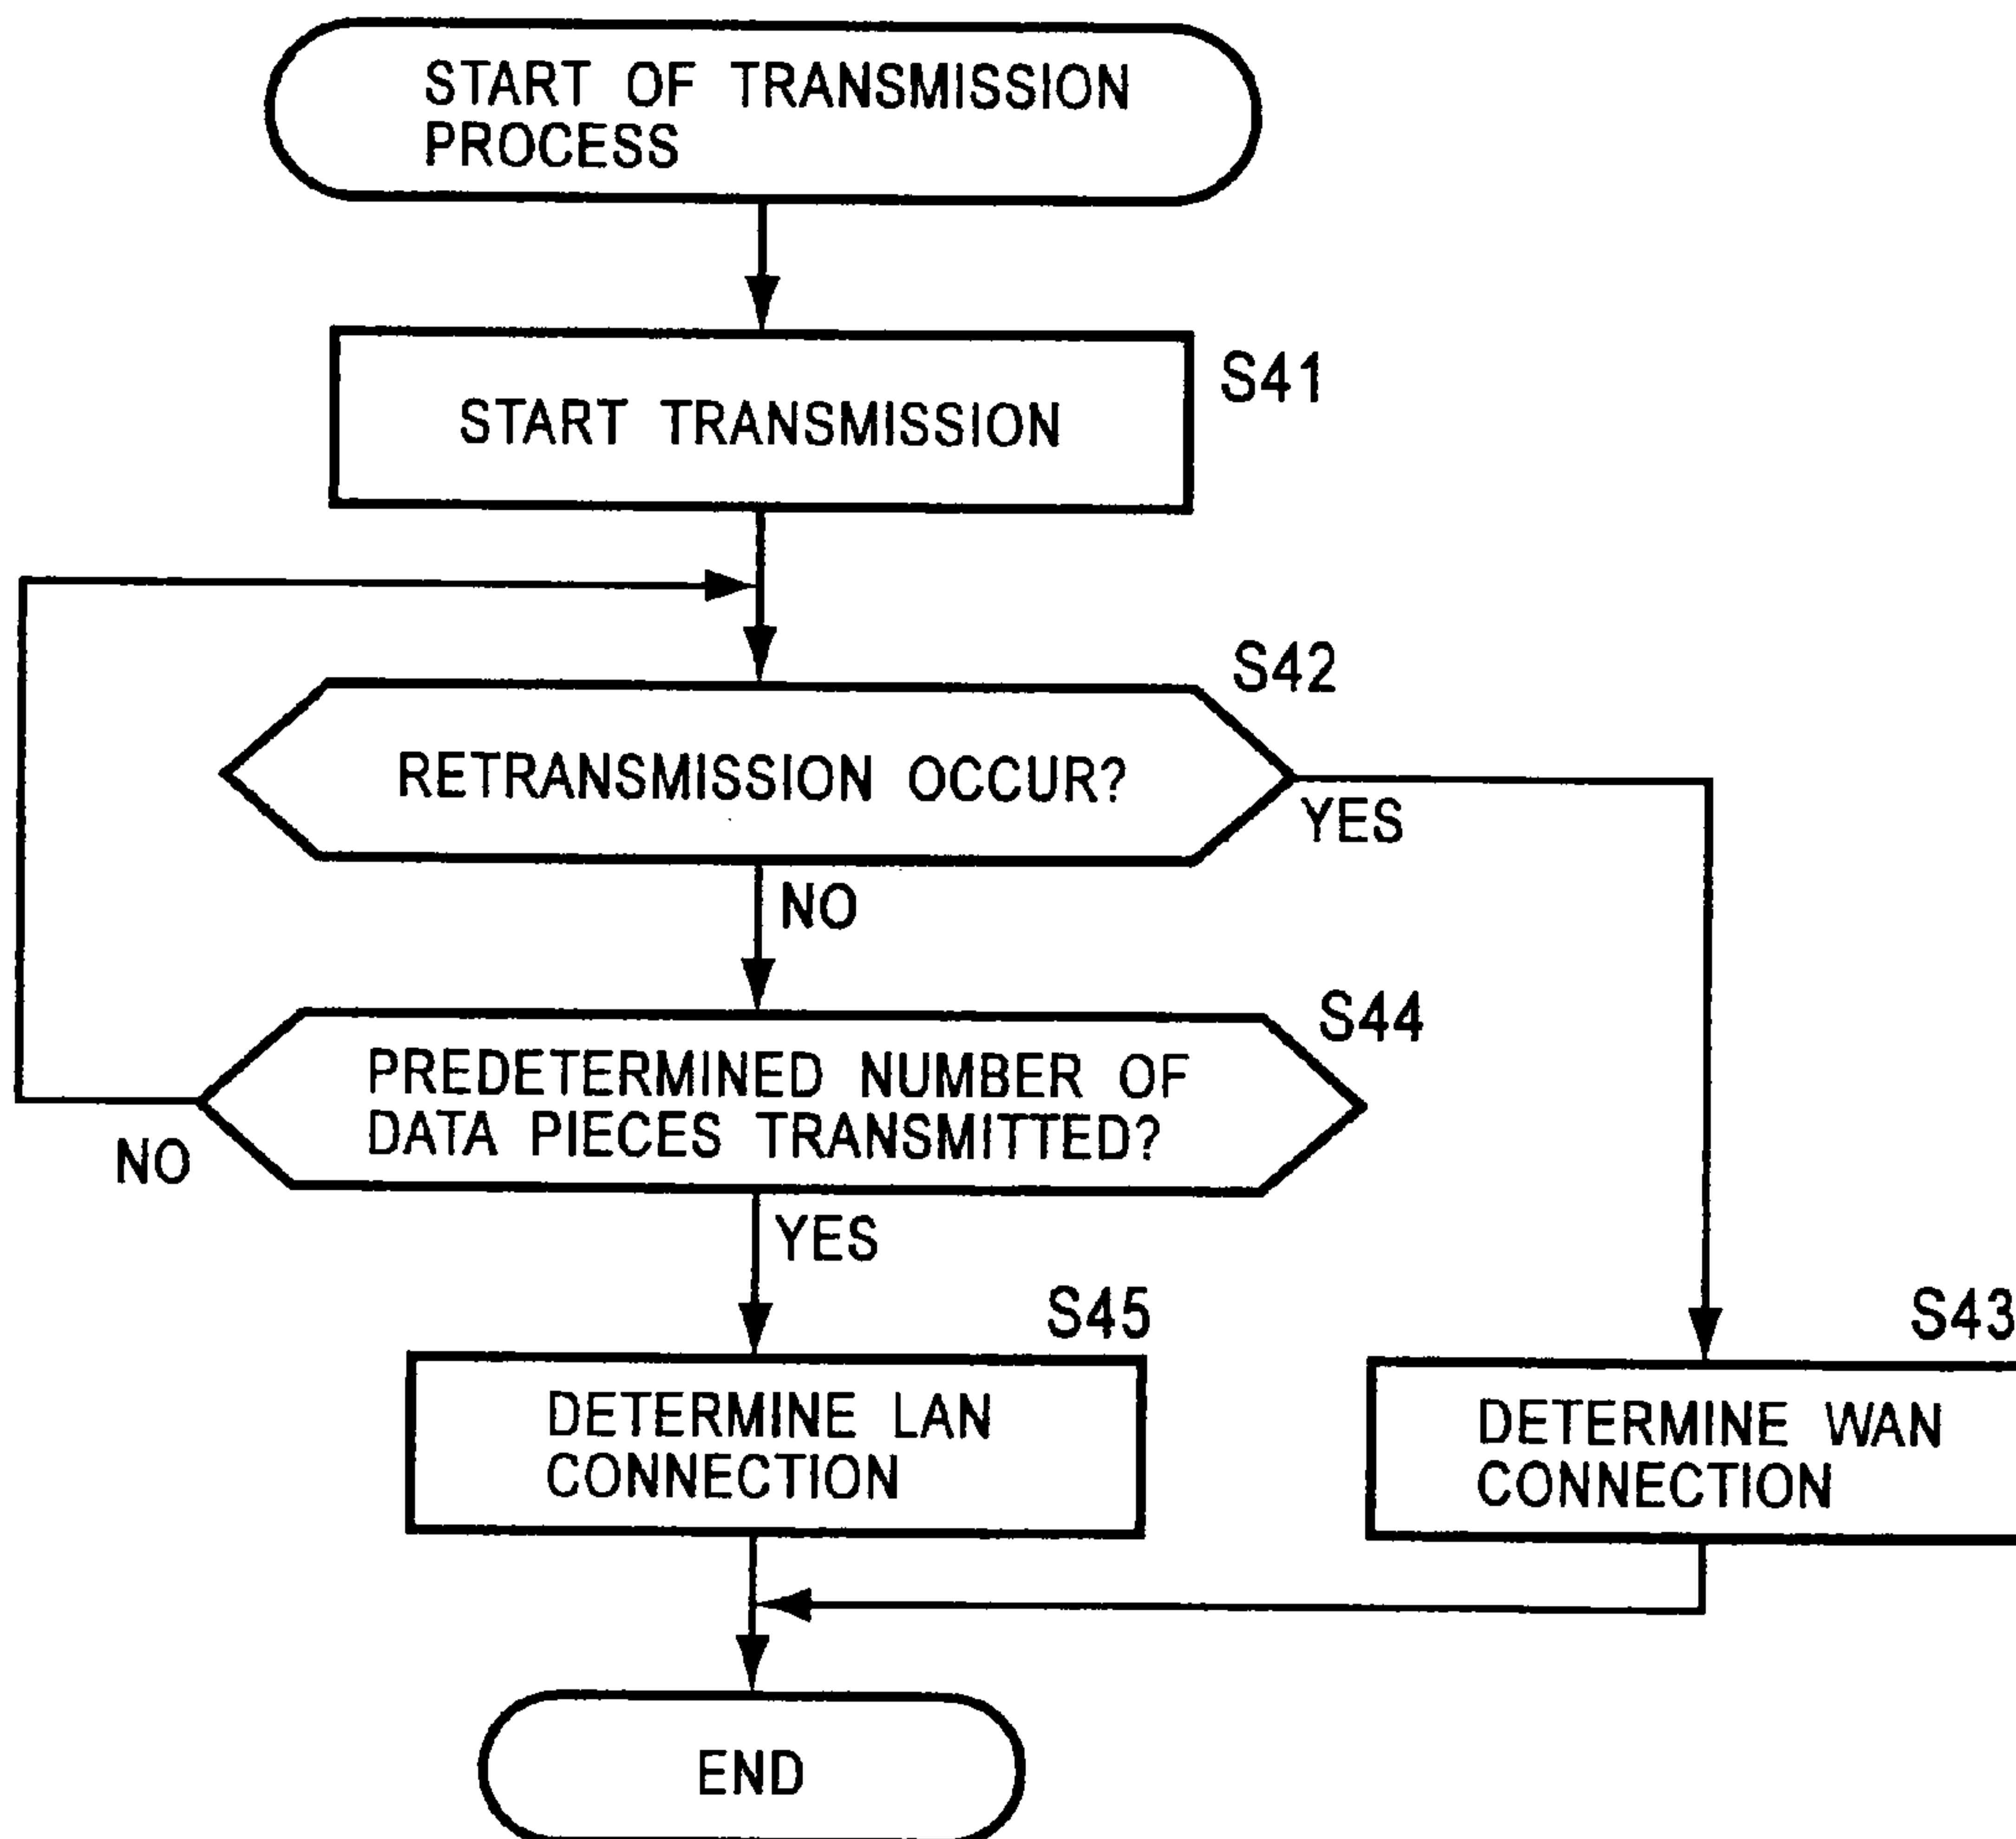 START OF TRANSMISSION
PROCESS
S41
START TRANSMISSION
S42
RETRANSMISSION OCCUR?
YES
NO
S44
PREDETERMINED NUMBER OF
DATA PIECES TRANSMITTED?
NO
YES
S45
S43
DETERMINE LAN
CONNECTION
DETERMINE WAN
CONNECTION
END